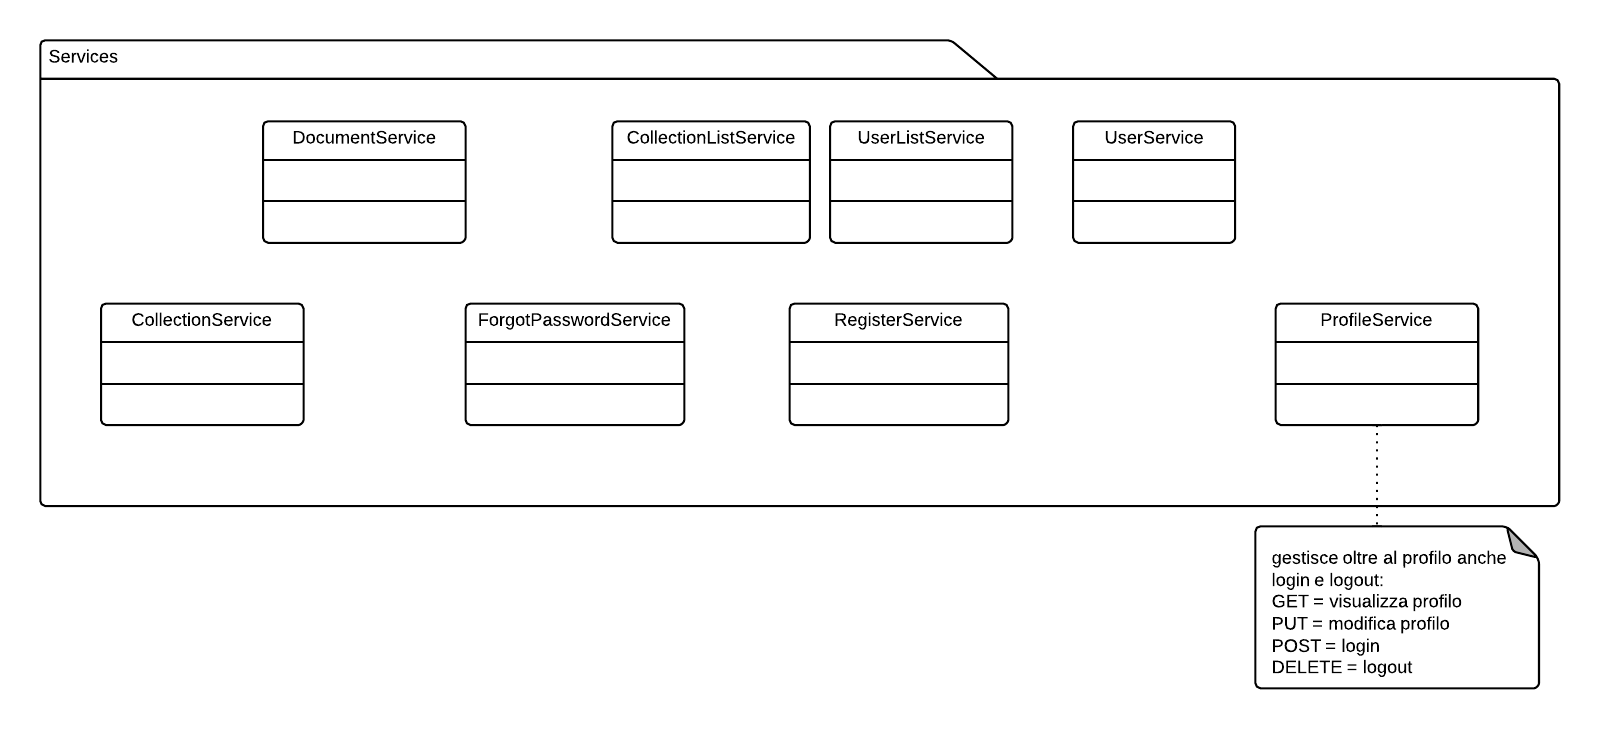 Services
DocumentService
CollectionListService
UserListService
UserService
CollectionService
ForgotPasswordService
RegisterService
ProfileService
gestisce oltre al profilo anche
login e logout:
GET = visualizza profilo
PUT = modifica profilo
POST = login
DELETE = logout